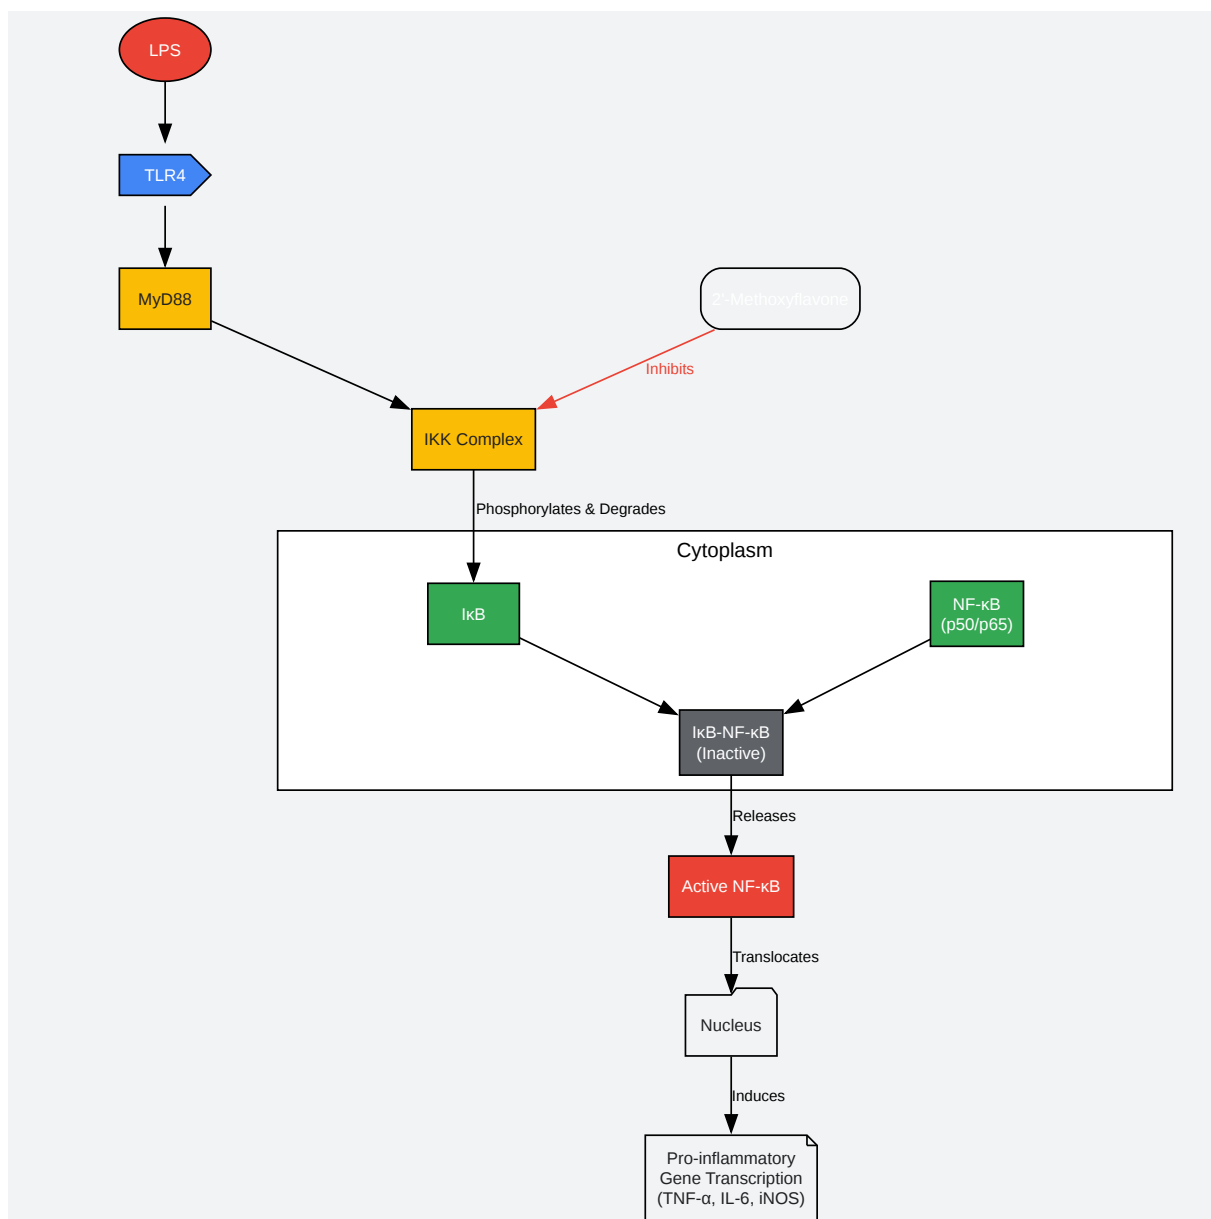 LPS
TLR4
MyD88
2'-Methoxyflavone
Inhibits
IKK Complex
Phosphorylates & Degrades
Cytoplasm
IκB
NF-κB
(p50/p65)
IκB-NF-κB
(Inactive)
Releases
Active NF-κB
Translocates
Nucleus
Induces
Pro-inflammatory
Gene Transcription
(TNF-α, IL-6, iNOS)